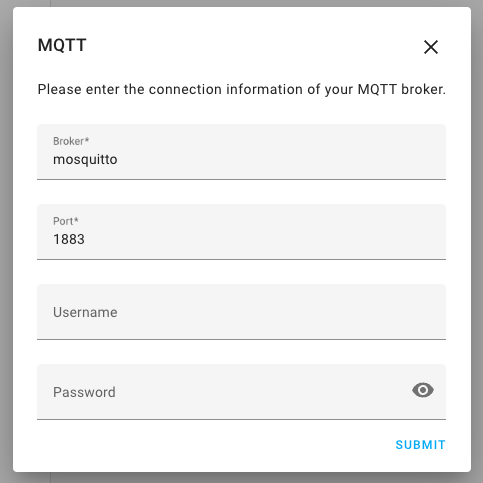 MQTT
Please enter the connection information of your MQTT broker.
Broker*
mosquitto
Port*
1883
Username
Password
SUBMIT